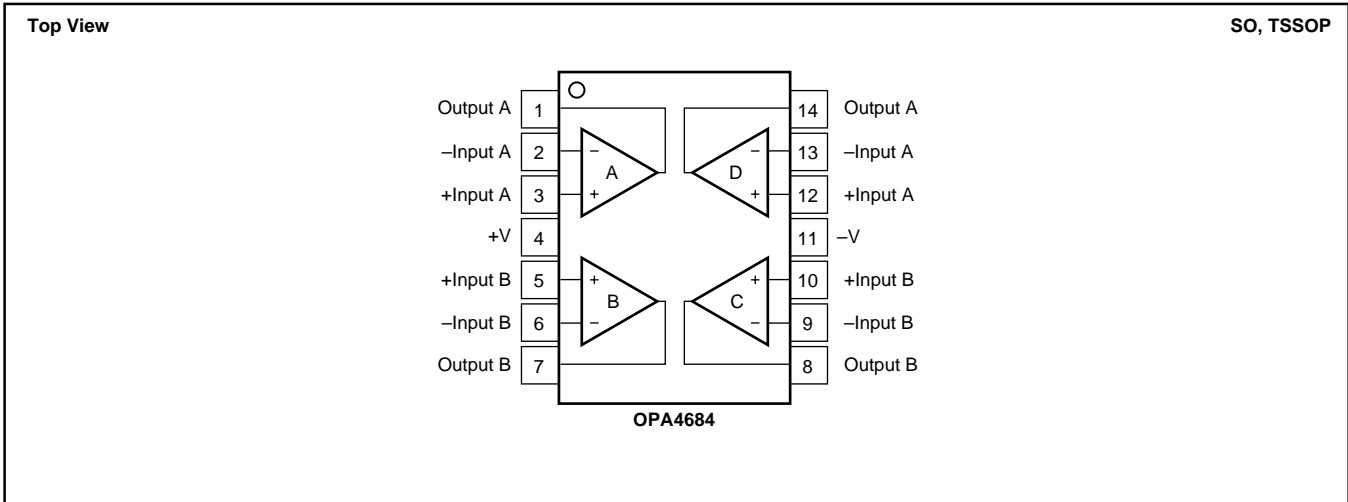 Top View
SO, TSSOP
Output A 1 14 Output A
–Input A 2 – – 13 –Input A
A D
+Input A 3 + + 12 +Input A
+V 4 11 –V
+Input B 5 + + 10 +Input B
B C
–Input B 6 – – 9 –Input B
Output B 7 8 Output B
OPA4684